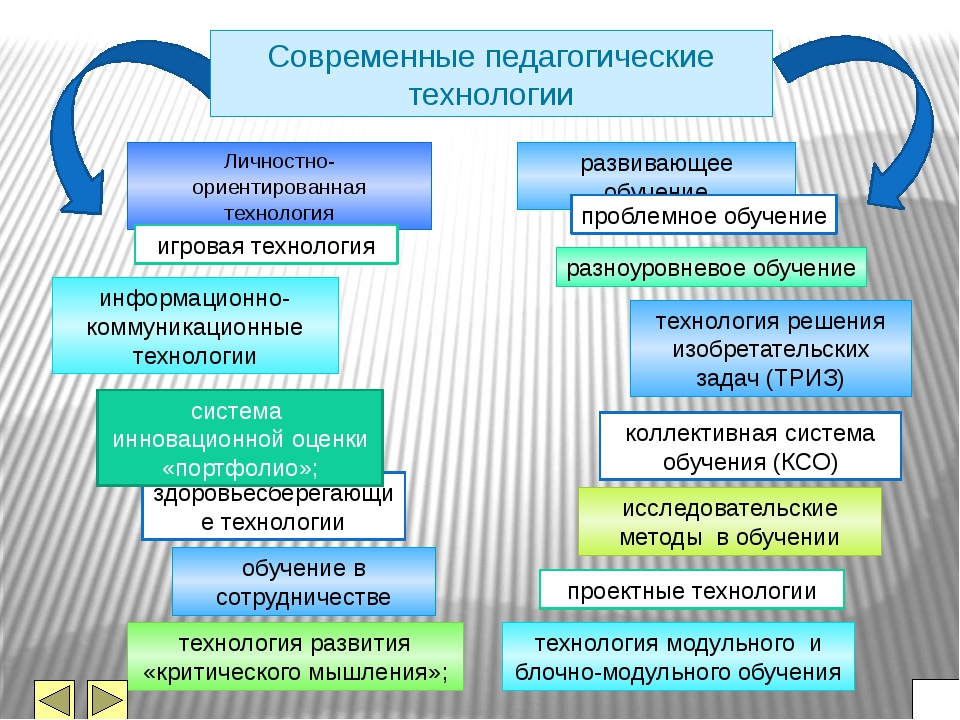 Современные педагогические
технологии
Личностно-
ориентированная
технология
игровая технология
информационно-
коммуникационные
технологии
система
инновационной оценки
«портфолио»;
здоровьесберегающи
е технологии
обучение в
сотрудничестве
технология развития
«критического мышления»;
развивающее
обучение
проблемное обучение
разноуровневое обучение
технология решения
изобретательских
задач (ТРИЗ)
коллективная система
обучения (КСО)
исследовательские
методы в обучении
проектные технологии
технология модульного и
блочно-модульного обучения